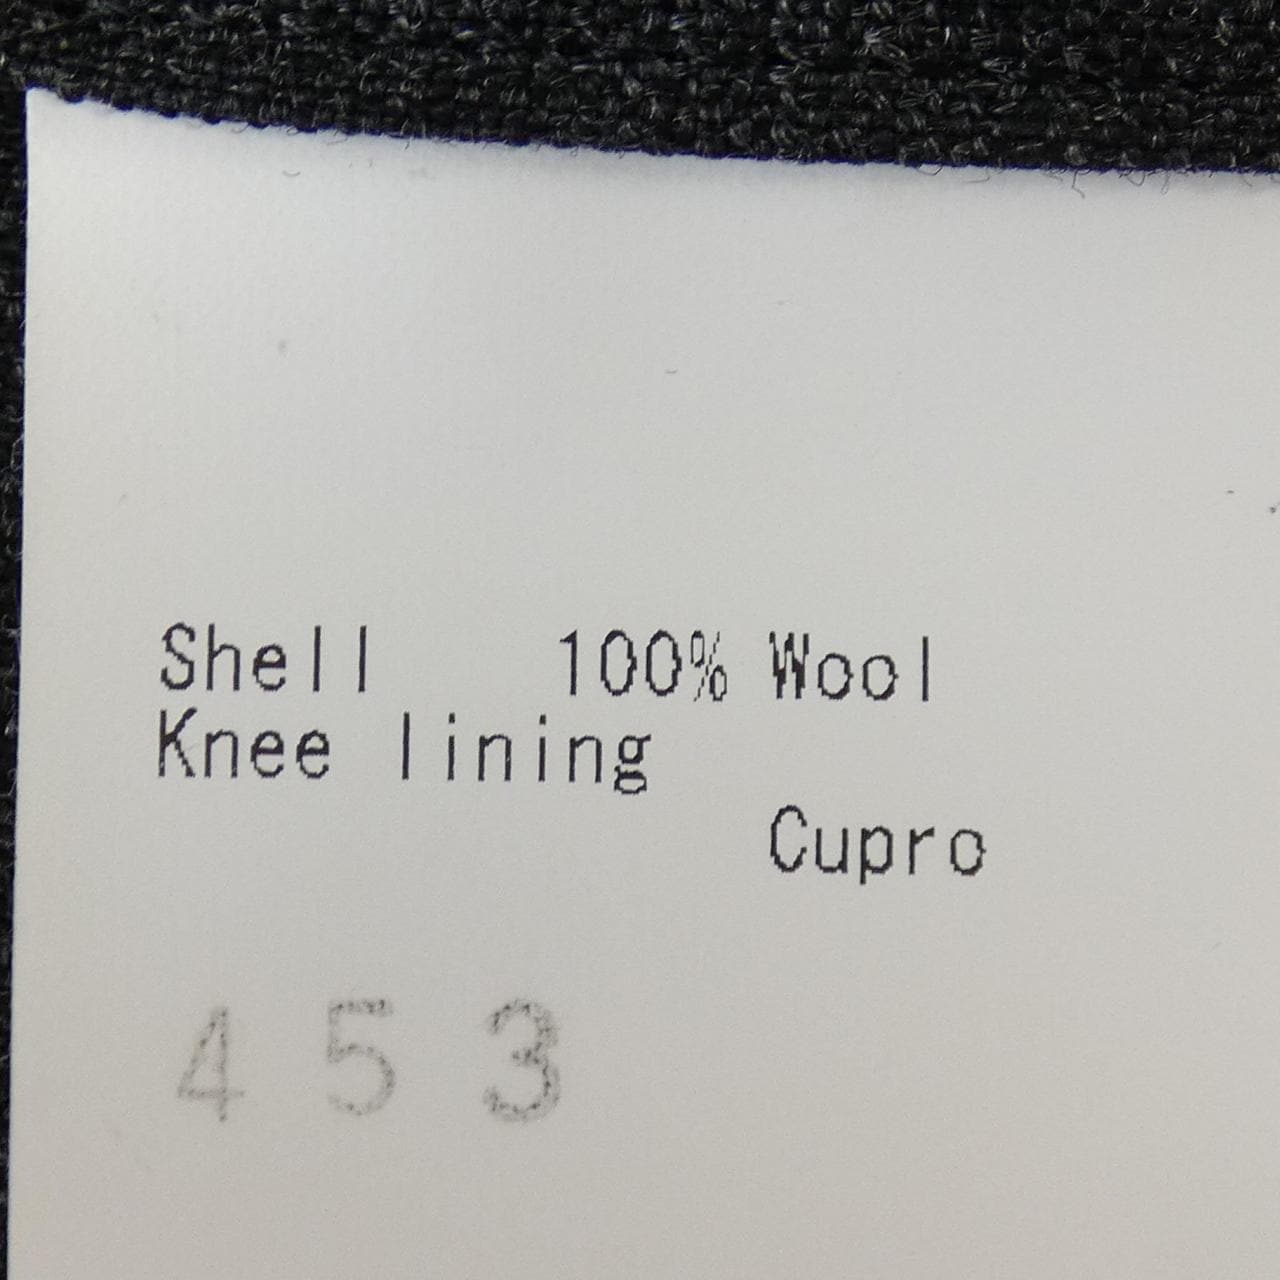 Shell 100% Wool
Knee lining
Cupro
453